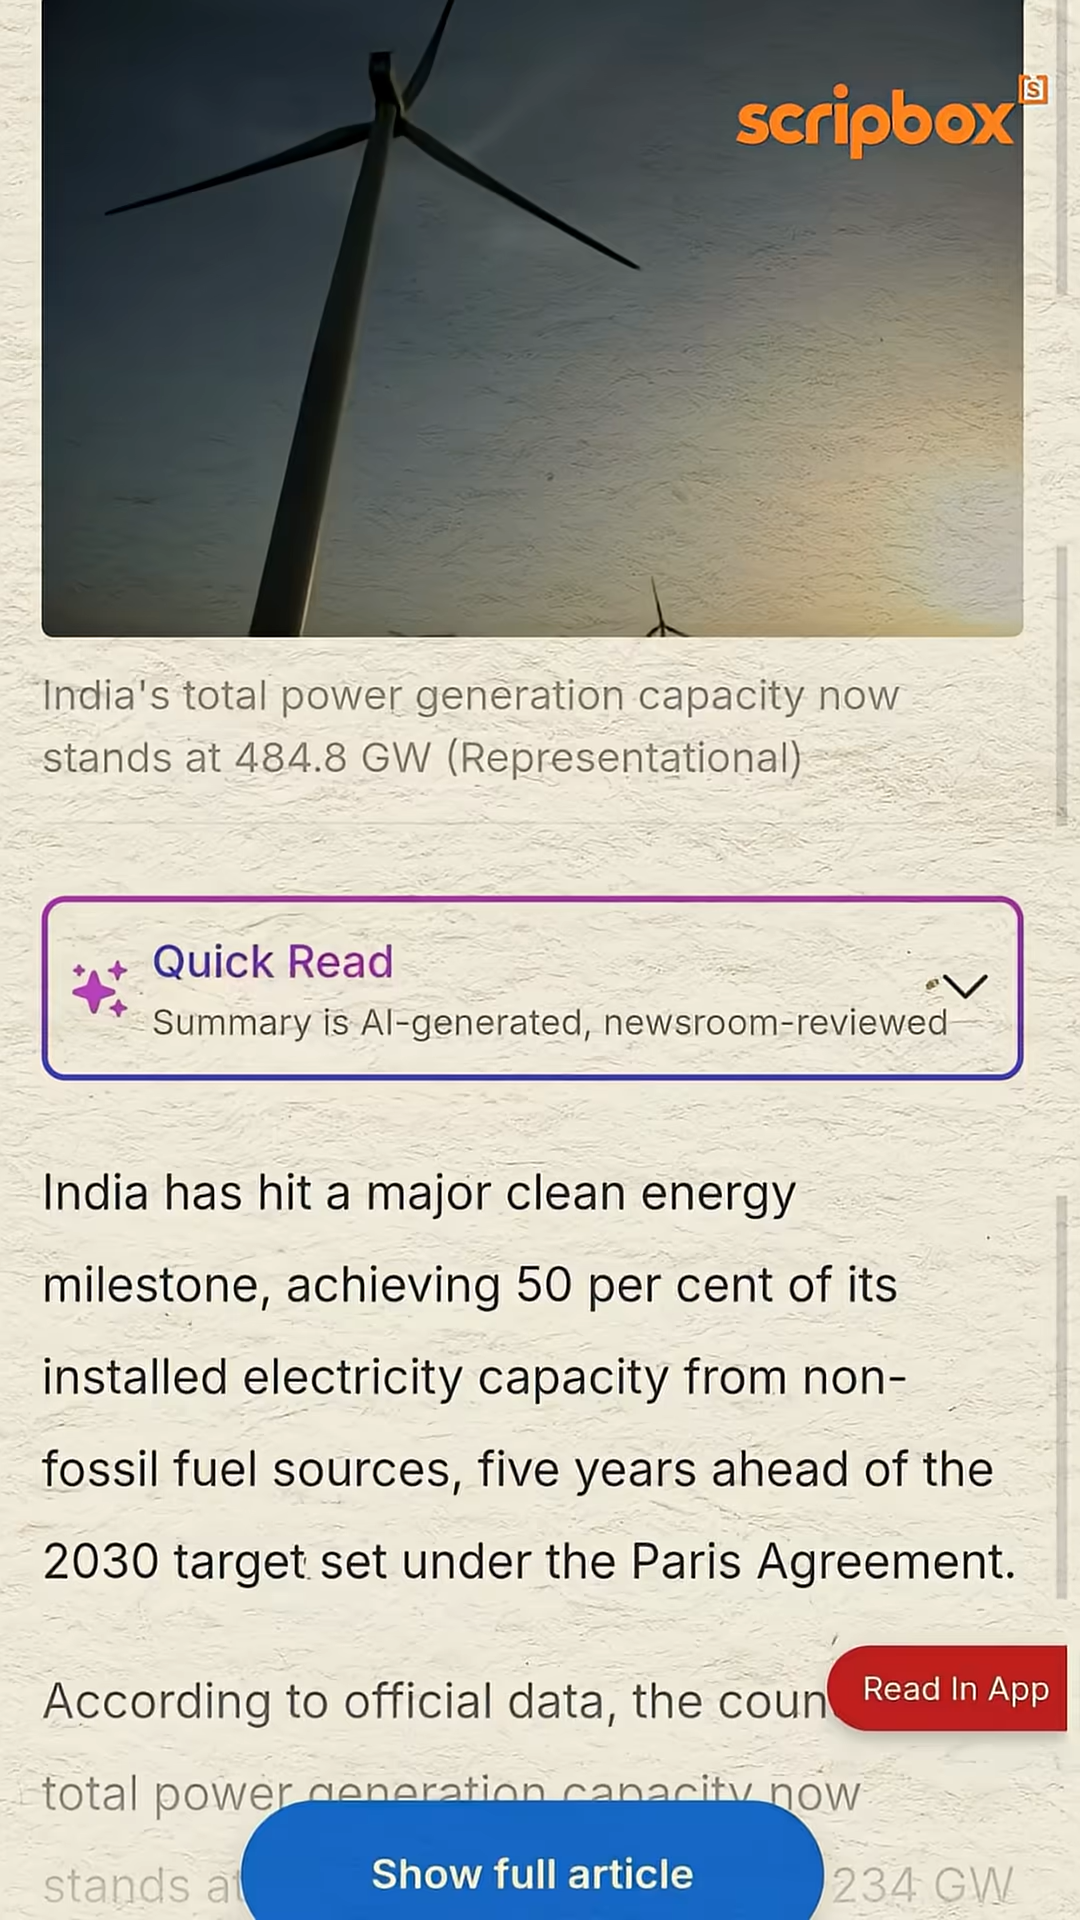 scripbox
S
India's total power generation capacity now
stands at 484.8 GW (Representational)
Quick Read
Summary is AI-generated, newsroom-reviewed
India has hit a major clean energy
milestone, achieving 50 per cent of its
installed electricity capacity from non-
fossil fuel sources, five years ahead of the
2030 target set under the Paris Agreement.
According to official data, the coun
Read In App
total power generation capacity now
stands at 234 GW
Show full article